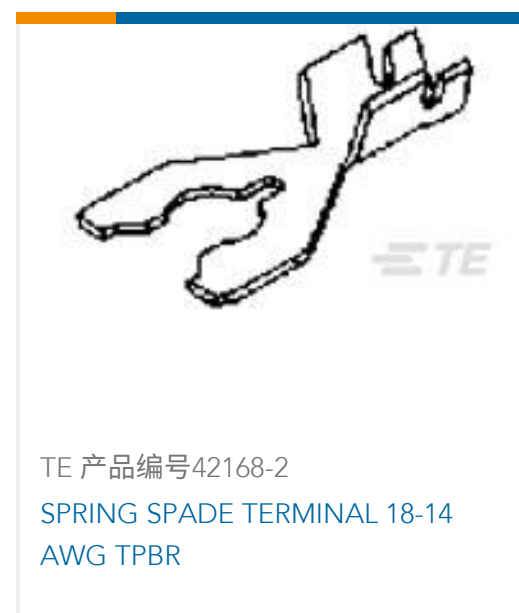 TE
TE 产品编号42168-2
SPRING SPADE TERMINAL 18-14
AWG TPBR